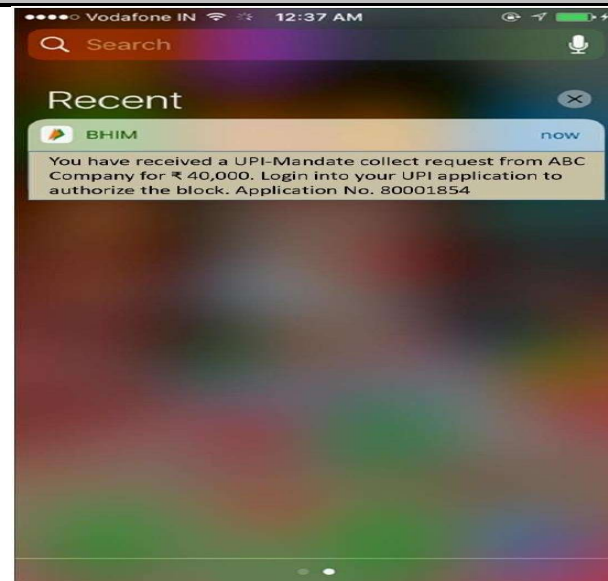 Vodafone IN 12:37 AM
Search
Recent
BHIM now
You have received a UPI-Mandate collect request from ABC
Company for ₹ 40,000. Login into your UPI application to
authorize the block. Application No. 80001854